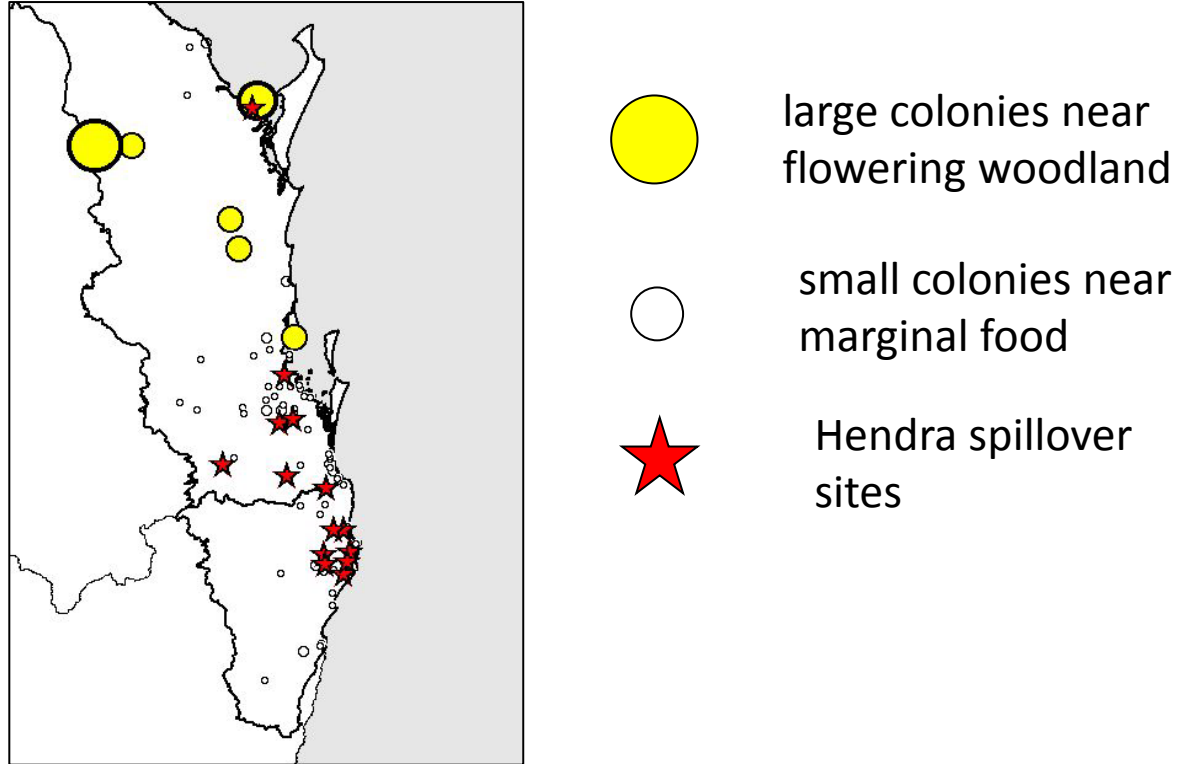 large colonies near
flowering woodland
small colonies near
marginal food
Hendra spillover
sites